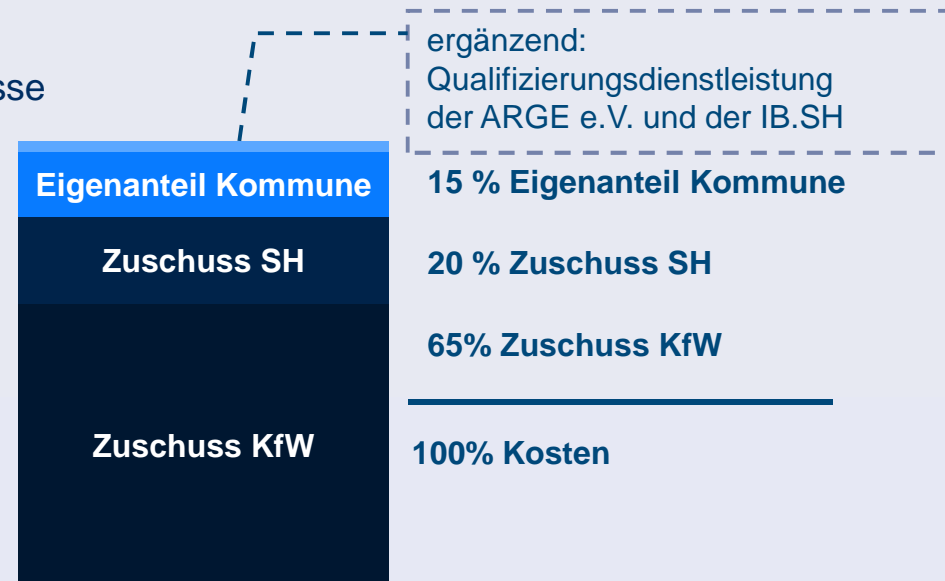 ergänzend:
Qualifizierungsdienstleistung
der ARGE e.V. und der IB.SH
Eigenanteil Kommune
15 % Eigenanteil Kommune
Zuschuss SH
20 % Zuschuss SH
65% Zuschuss KfW
Zuschuss KfW
100% Kosten